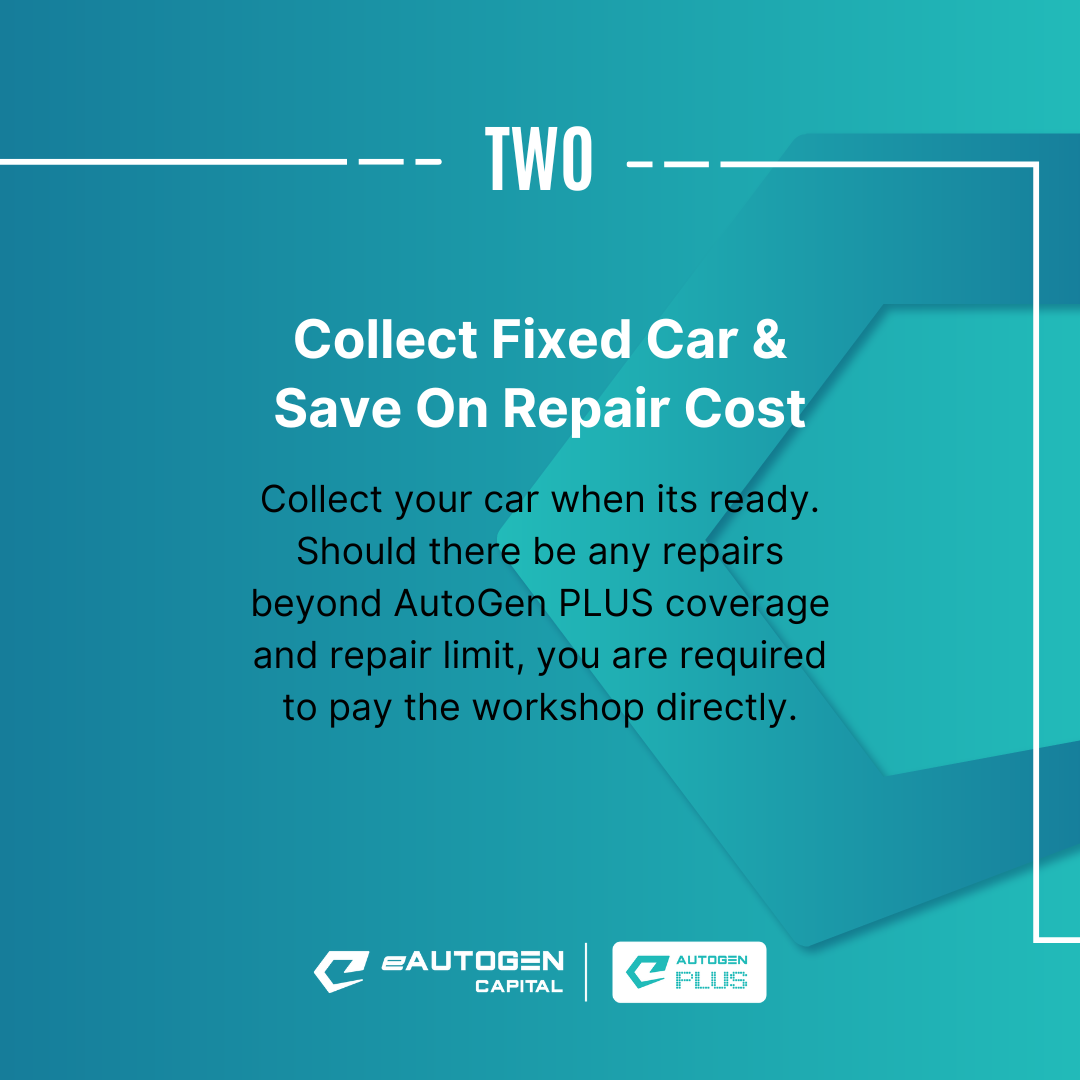 TWO
Collect Fixed Car &
Save On Repair Cost
Collect your car when its ready.
Should there be any repairs
beyond AutoGen PLUS coverage
and repair limit, you are required
to pay the workshop directly.
eAUTOGEN
CAPITAL
AUTOGEN
PLUS